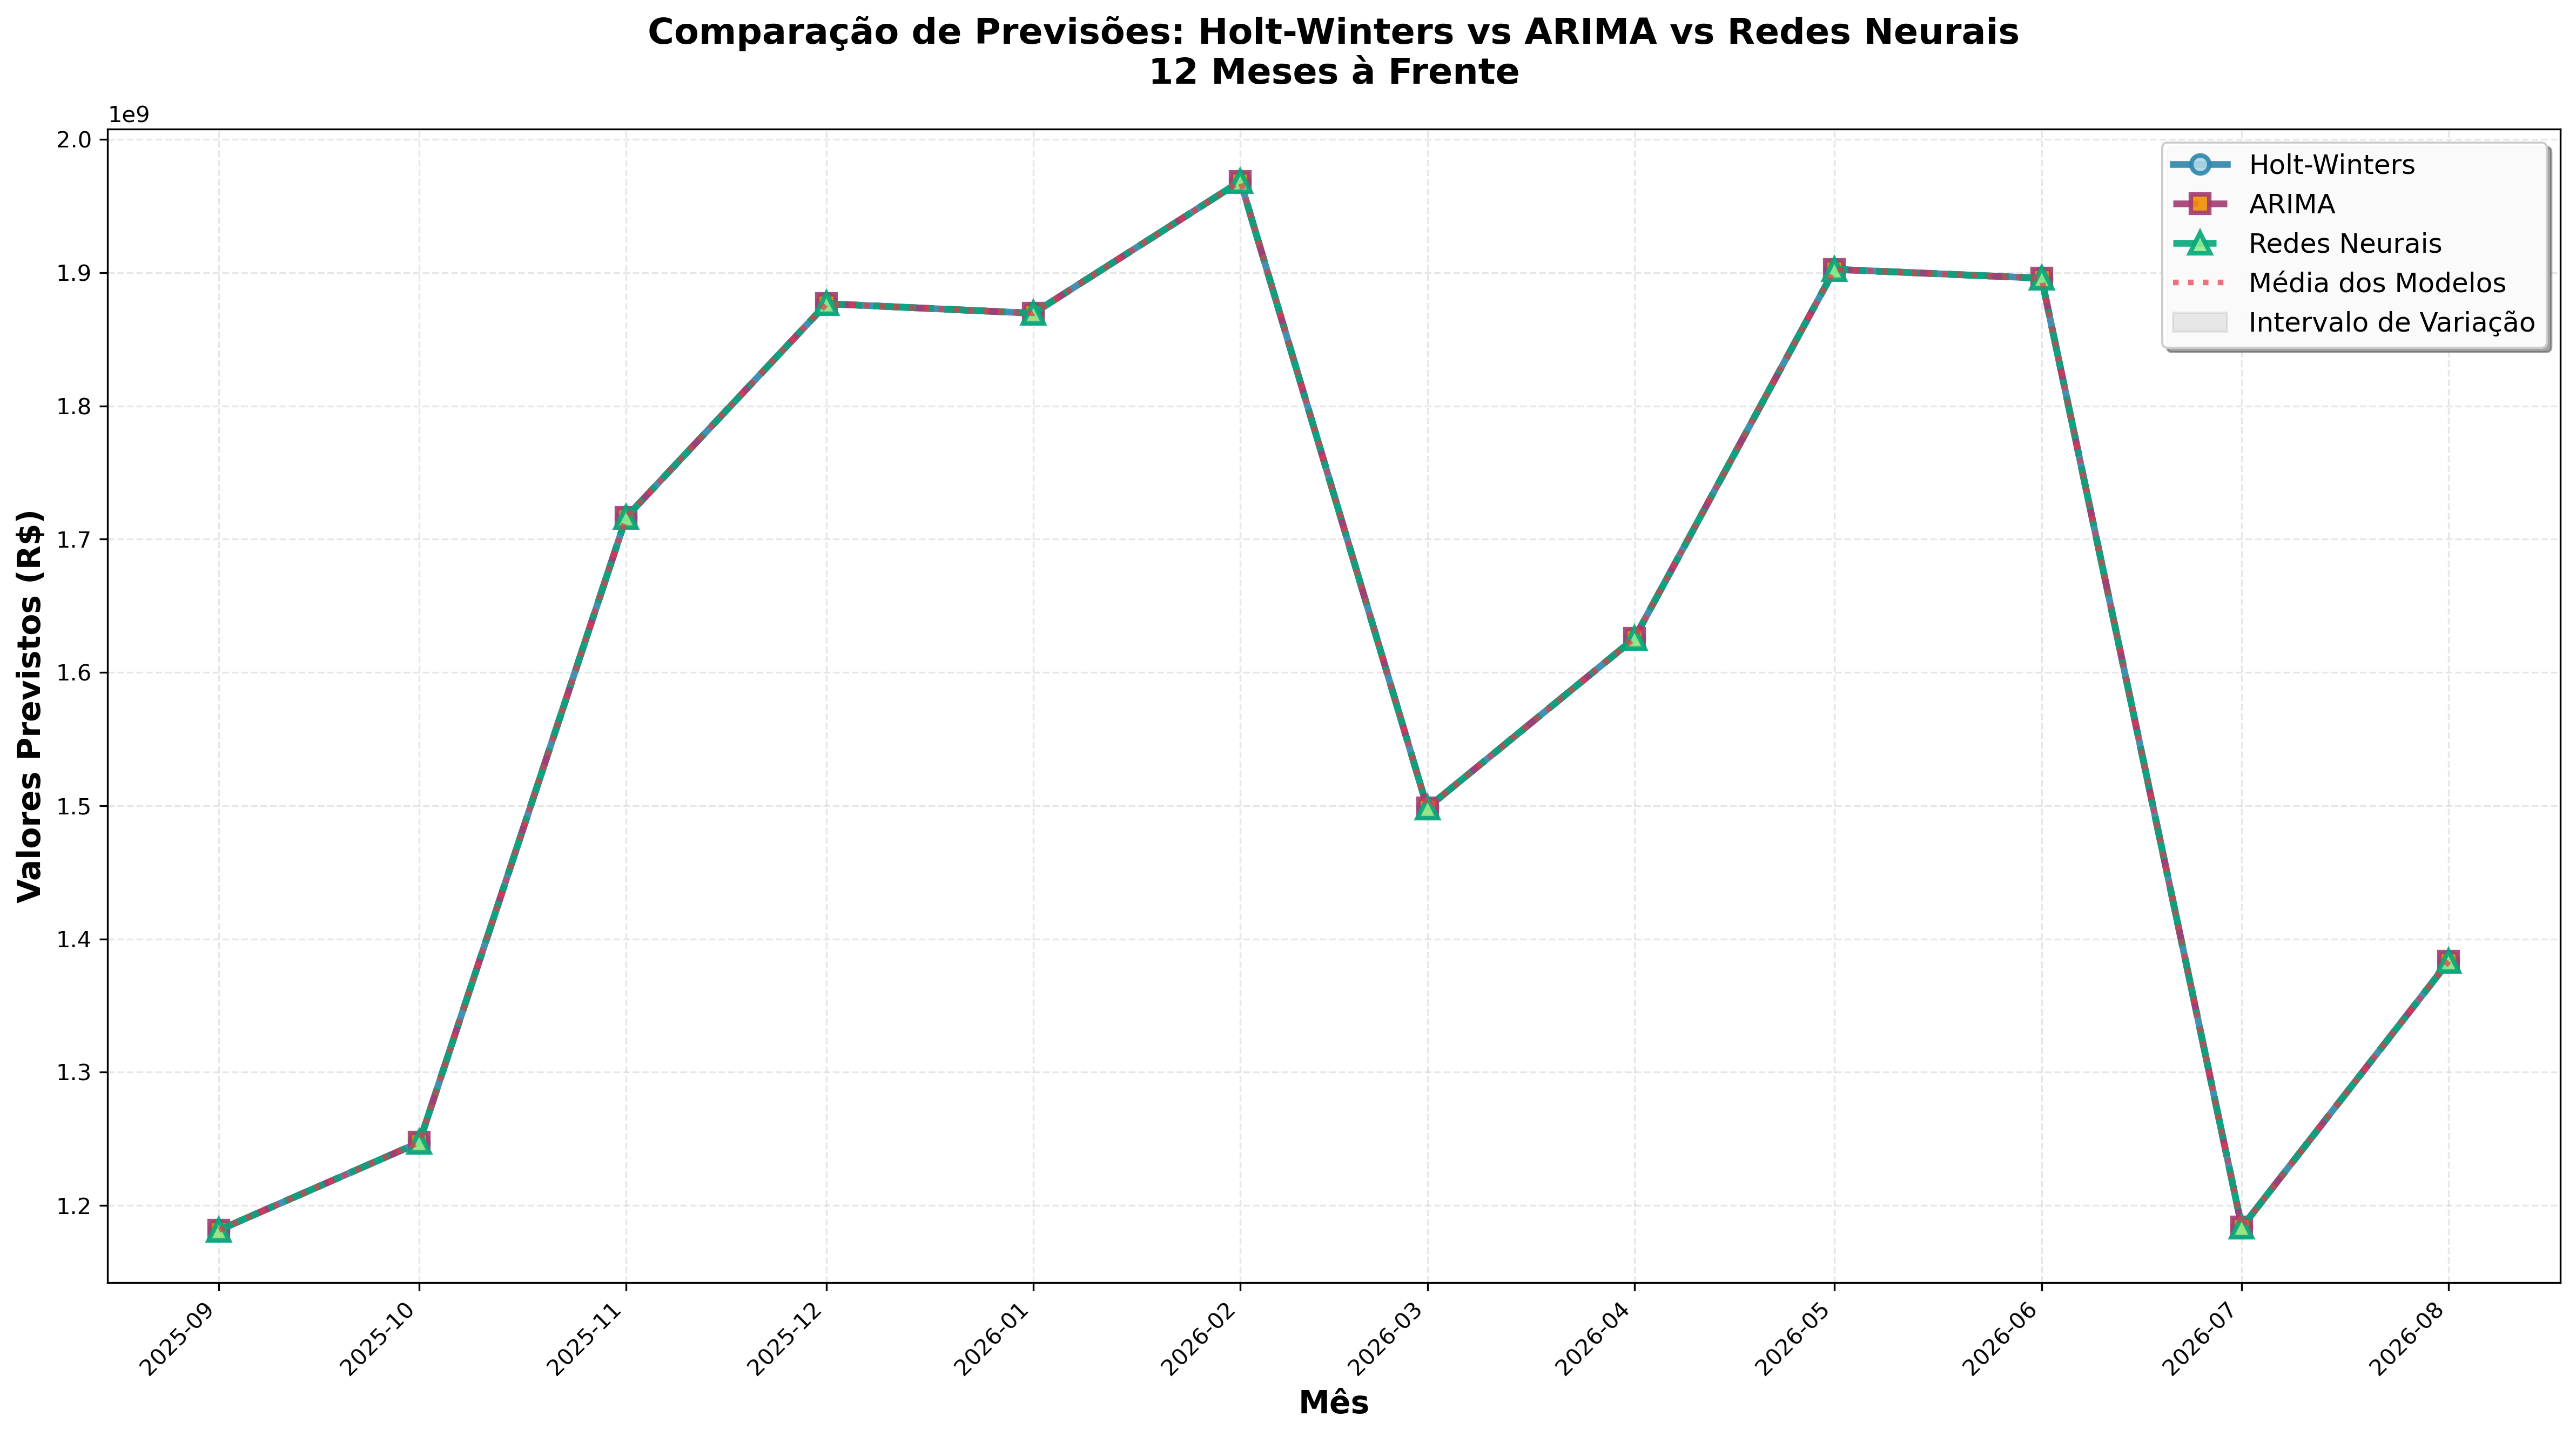 Comparação de Previsões: Holt-Winters vs ARIMA vs Redes Neurais
12 Meses à Frente
1e9
2.0
1.9
1.8
1.7
1.6
1.5
1.4
1.3
1.2
Valores Previstos (R$)
Holt-Winters
ARIMA
Redes Neurais
Média dos Modelos
Intervalo de Variação
2025-09
2025-10
2025-11
2025-12
2026-01
2026-02
2026-03
2026-04
2026-05
2026-06
2026-07
2026-08
Mês